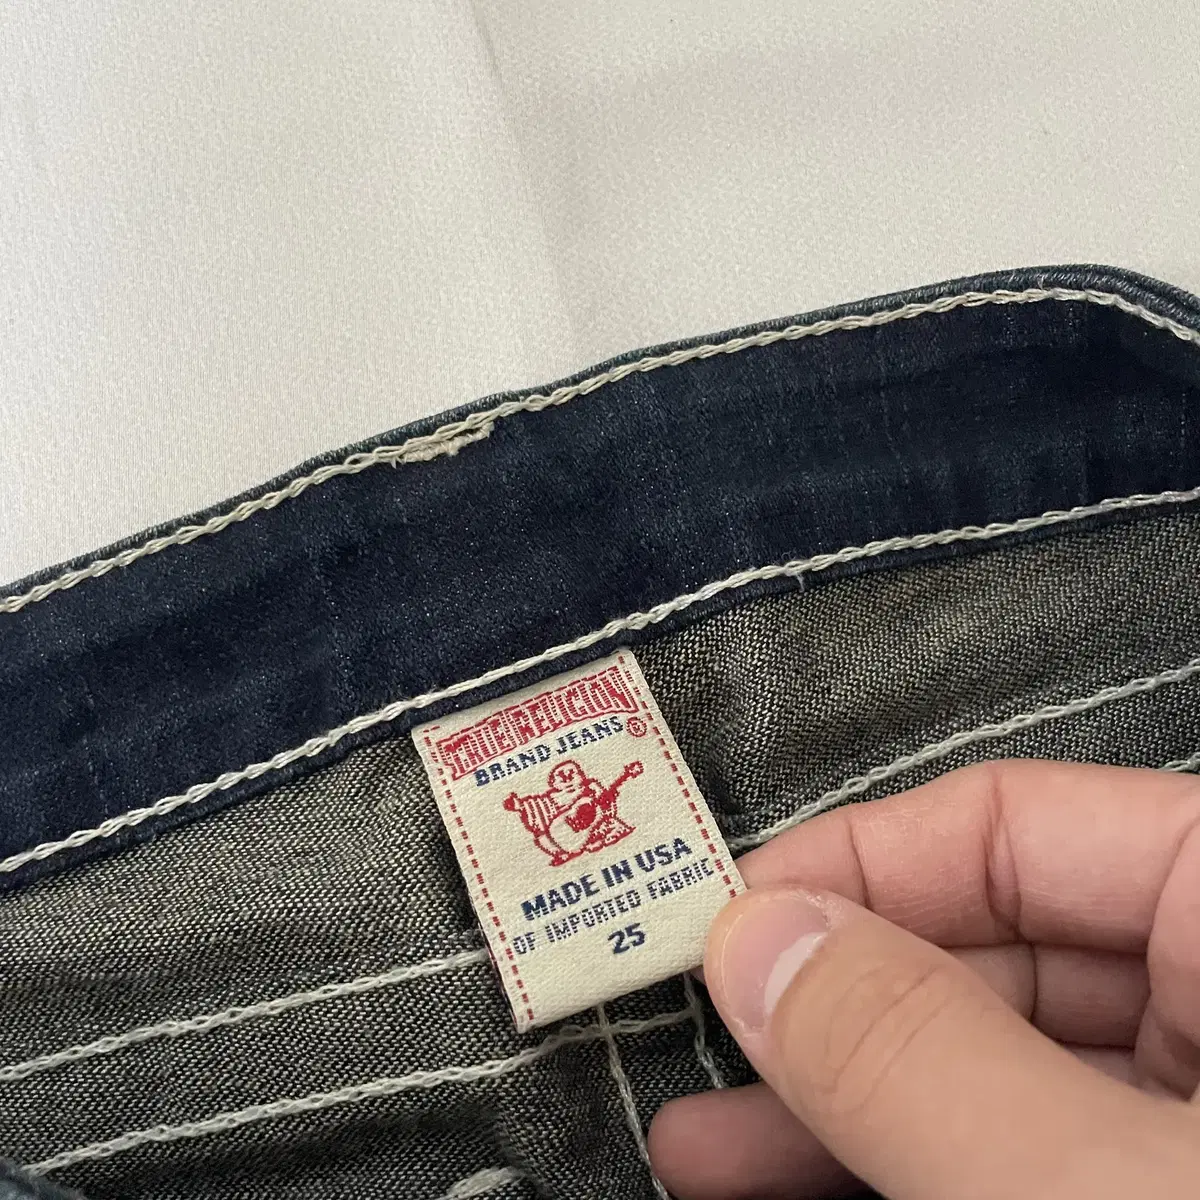 TRUE RELIGION
BRAND JEANS ®
MADE IN USA
OF IMPORTED FABRIC
25